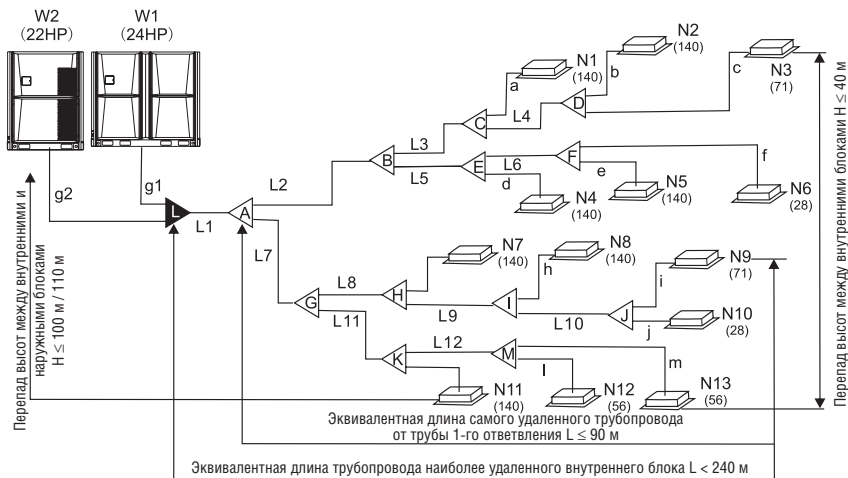 W2
(22HP)
W1
(24HP)
N1
(140)
N2
(140)
N3
(71)
a
b
c
L4
D
C
L3
B
L5
E
L6
F
d
e
f
N4
(140)
N5
(140)
N6
(28)
L2
g2
g1
L
L1
A
L7
N7
(140)
N8
(140)
N9
(71)
h
i
L8
H
G
L11
L9
I
L10
J
j
N10
(28)
K
L12
M
l
m
N11
(140)
N12
(56)
N13
(56)
Перепад высот между внутренними и
наружными блоками
H ≤ 100 м / 110 м
Перепад высот между внутренними блоками H ≤ 40 м
Эквивалентная длина самого удаленного трубопровода
от трубы 1-го ответвления L ≤ 90 м
Эквивалентная длина трубопровода наиболее удаленного внутреннего блока L < 240 м